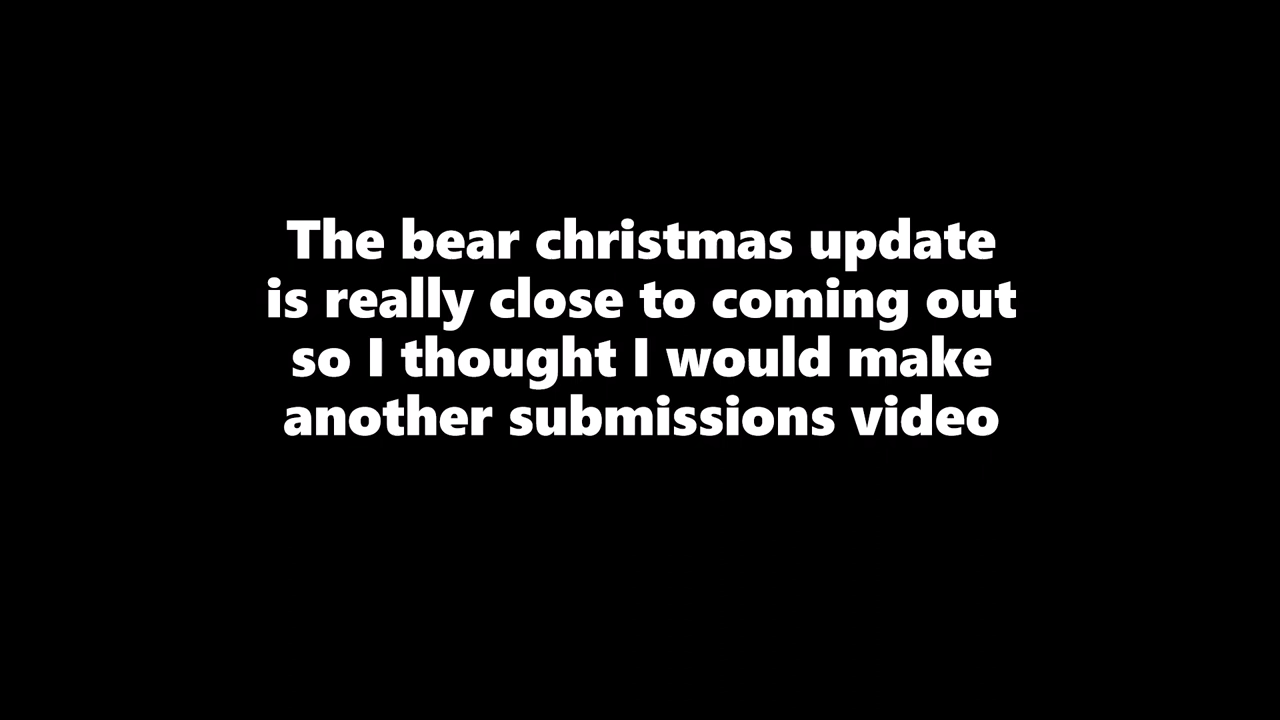 The bear christmas update
is really close to coming out
so I thought I would make
another submissions video